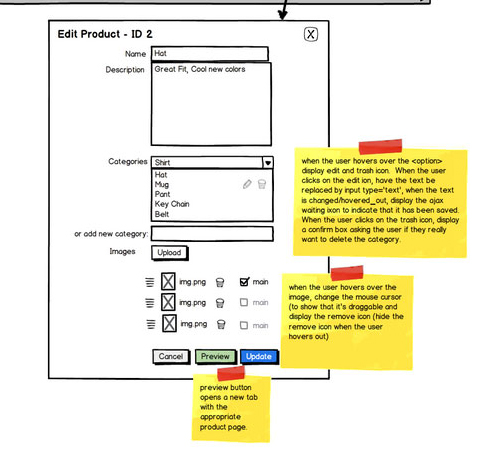 Edit Product - ID 2
X
Name
Hat
Description
Great Fit, Cool new colors
Categories
Shirt
Hat
Mug
Pant
Key Chain
Belt
or add new category:
Images
Upload
img.png
main
img.png
main
img.png
main
Cancel
Preview
Update
when the user hovers over the <option>
display edit and trash icon. When the user
clicks on the edit ion, have the text be
replaced by input type='text', when the text
is changed/hovered_out, display the ajax
waiting ixon to indicate that it has been saved.
When the user clicks on the trash icon, display
a confirm box asking the user if they really
want to delete the category.
when the user hovers over the
image, change the mouse cursor
(to show that it's draggable and
display the remove icon (hide the
remove icon when the user
hovers out)
preview button
opens a new tab
with the
appropriate
product page.